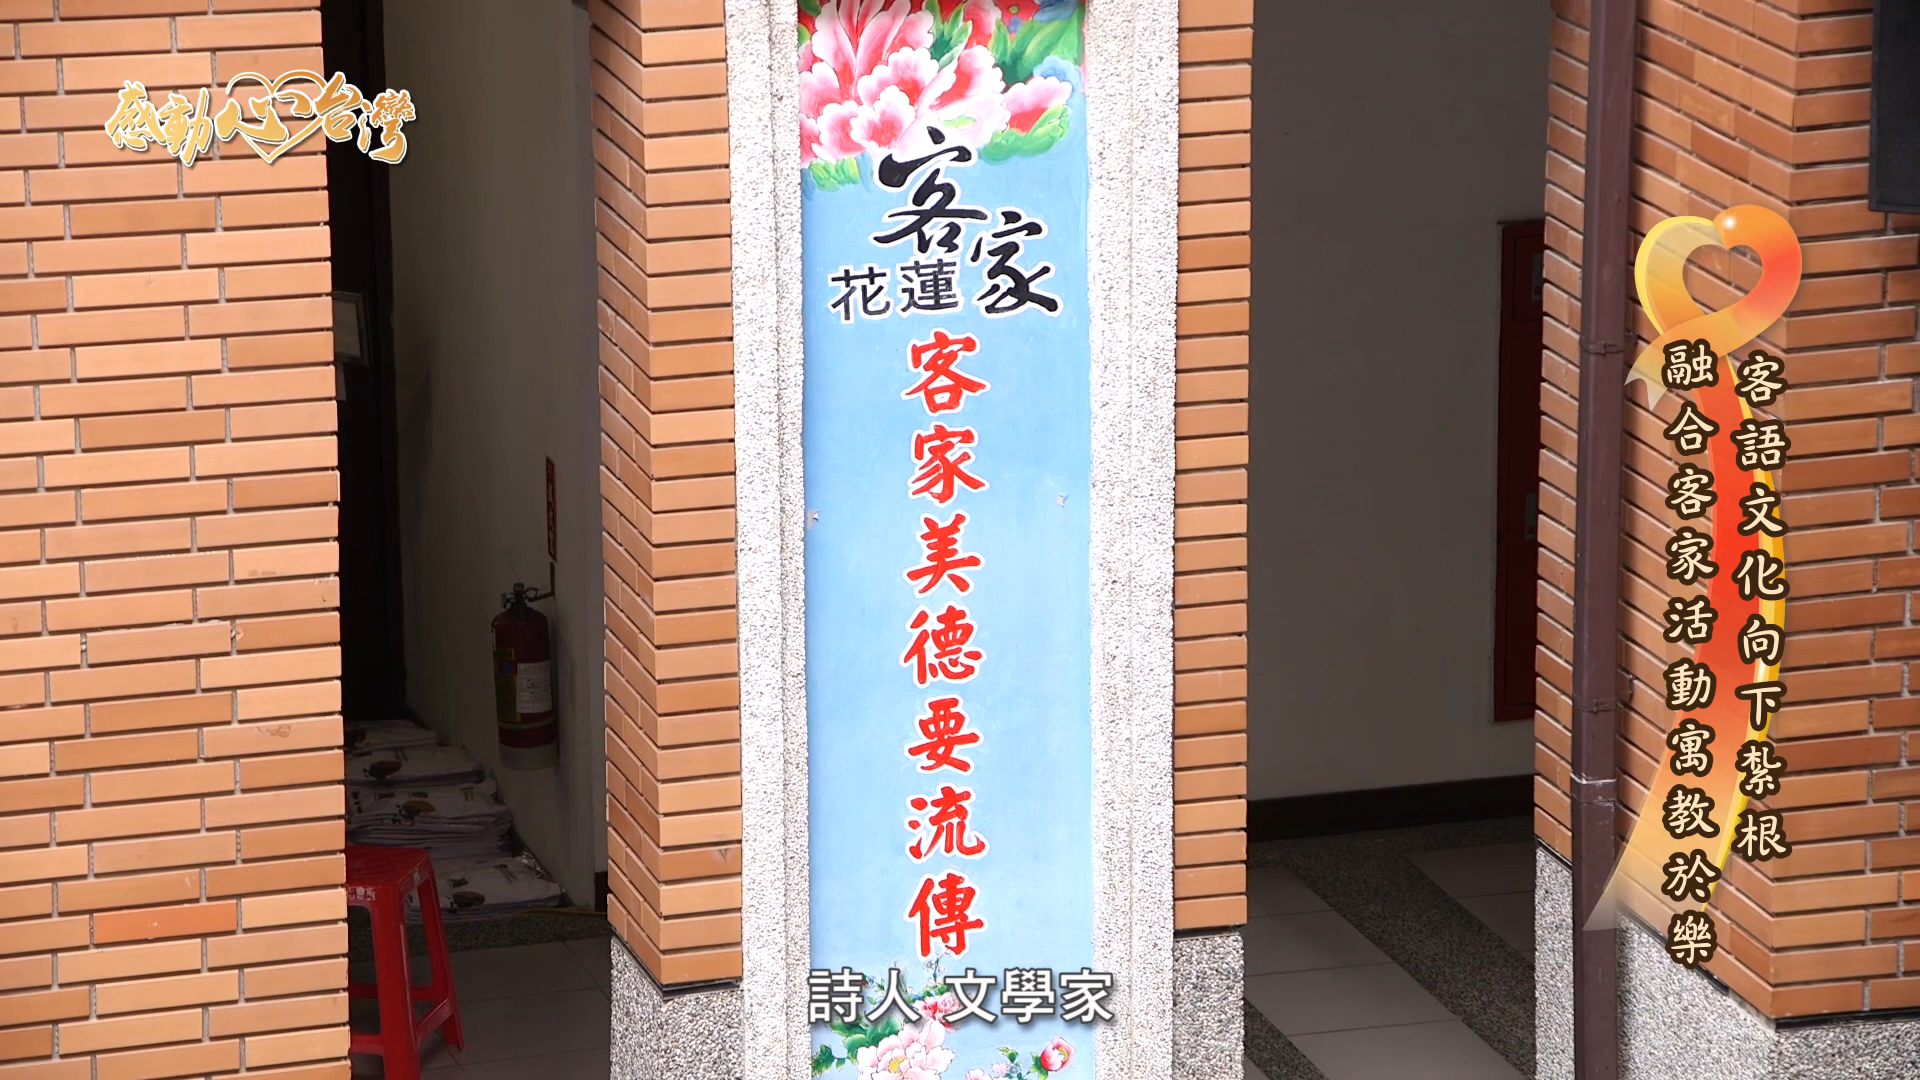 感動心台灣
客家
花蓮
客家美德要流傳
客語文化向下紮根
融合客家活動寓教於樂
詩人 文學家